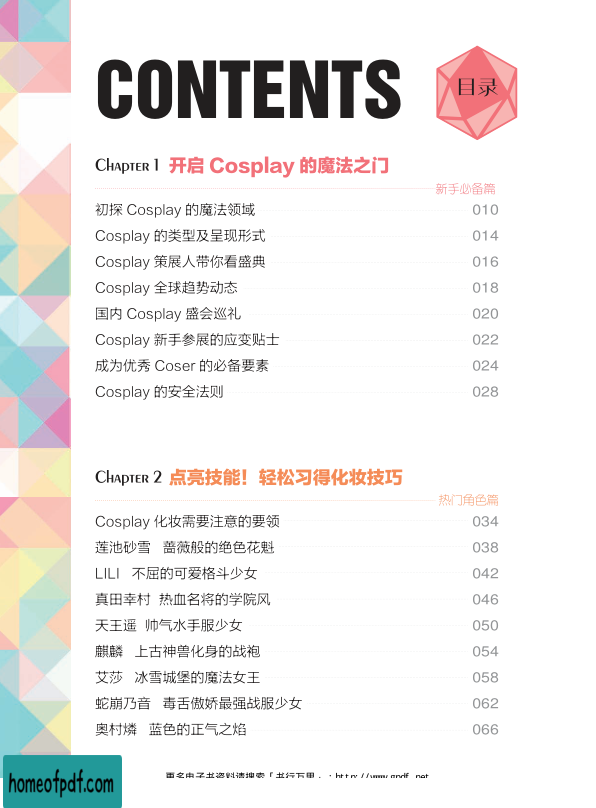 CONTENTS
目录
CHAPTER 1 开启 Cosplay 的魔法之门
新手必备篇
初探 Cosplay 的魔法领域 010
Cosplay 的类型及呈现形式 014
Cosplay 策展人带你看盛典 016
Cosplay 全球趋势动态 018
国内 Cosplay 盛会巡礼 020
Cosplay 新手参展的应变贴士 022
成为优秀 Coser 的必备要素 024
Cosplay 的安全法则 028
CHAPTER 2 点亮技能！轻松习得化妆技巧
热门角色篇
Cosplay 化妆需要注意的要领 034
莲池砂雪 蔷薇般的绝色花魁 038
LILI 不屈的可爱格斗少女 042
真田幸村 热血名将的学院风 046
天王遥 帅气水手服少女 050
麒麟 上古神兽化身的战袍 054
艾莎 冰雪城堡的魔法女王 058
蛇崩乃音 毒舌傲娇最强战服少女 062
奥村燐 蓝色的正气之焰 066
homeofpdf.com
更多电子书资料请搜索「书行万里」：http://www.gpdf.net